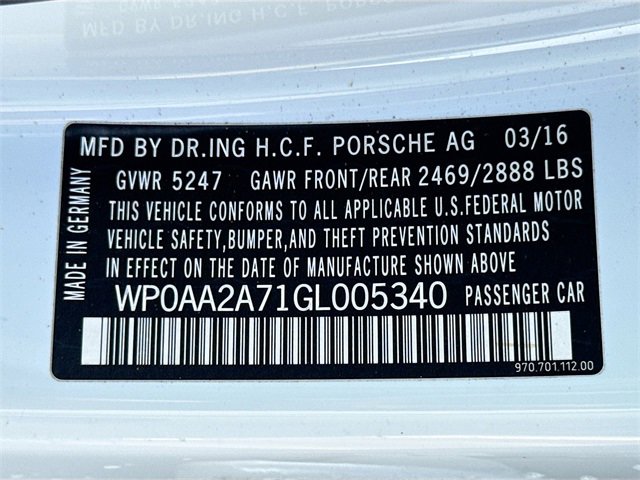 MFD BY DR.ING H.C.F. PORSCHE AG 03/16
GVWR 5247 GAWR FRONT/REAR 2469/2888 LBS
THIS VEHICLE CONFORMS TO ALL APPLICABLE U.S.FEDERAL MOTOR
VEHICLE SAFETY,BUMPER,AND THEFT PREVENTION STANDARDS
IN EFFECT ON THE DATE OF MANUFACTURE SHOWN ABOVE
WP0AA2A71GL005340 PASSENGER CAR
970.701.112.00
MADE IN GERMANY